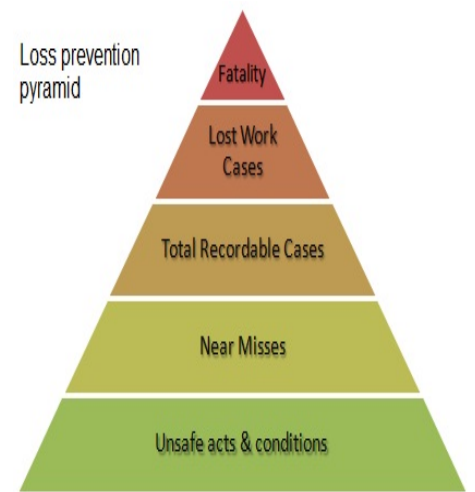 Loss prevention
pyramid
Fatality
Lost Work
Cases
Total Recordable Cases
Near Misses
Unsafe acts & conditions